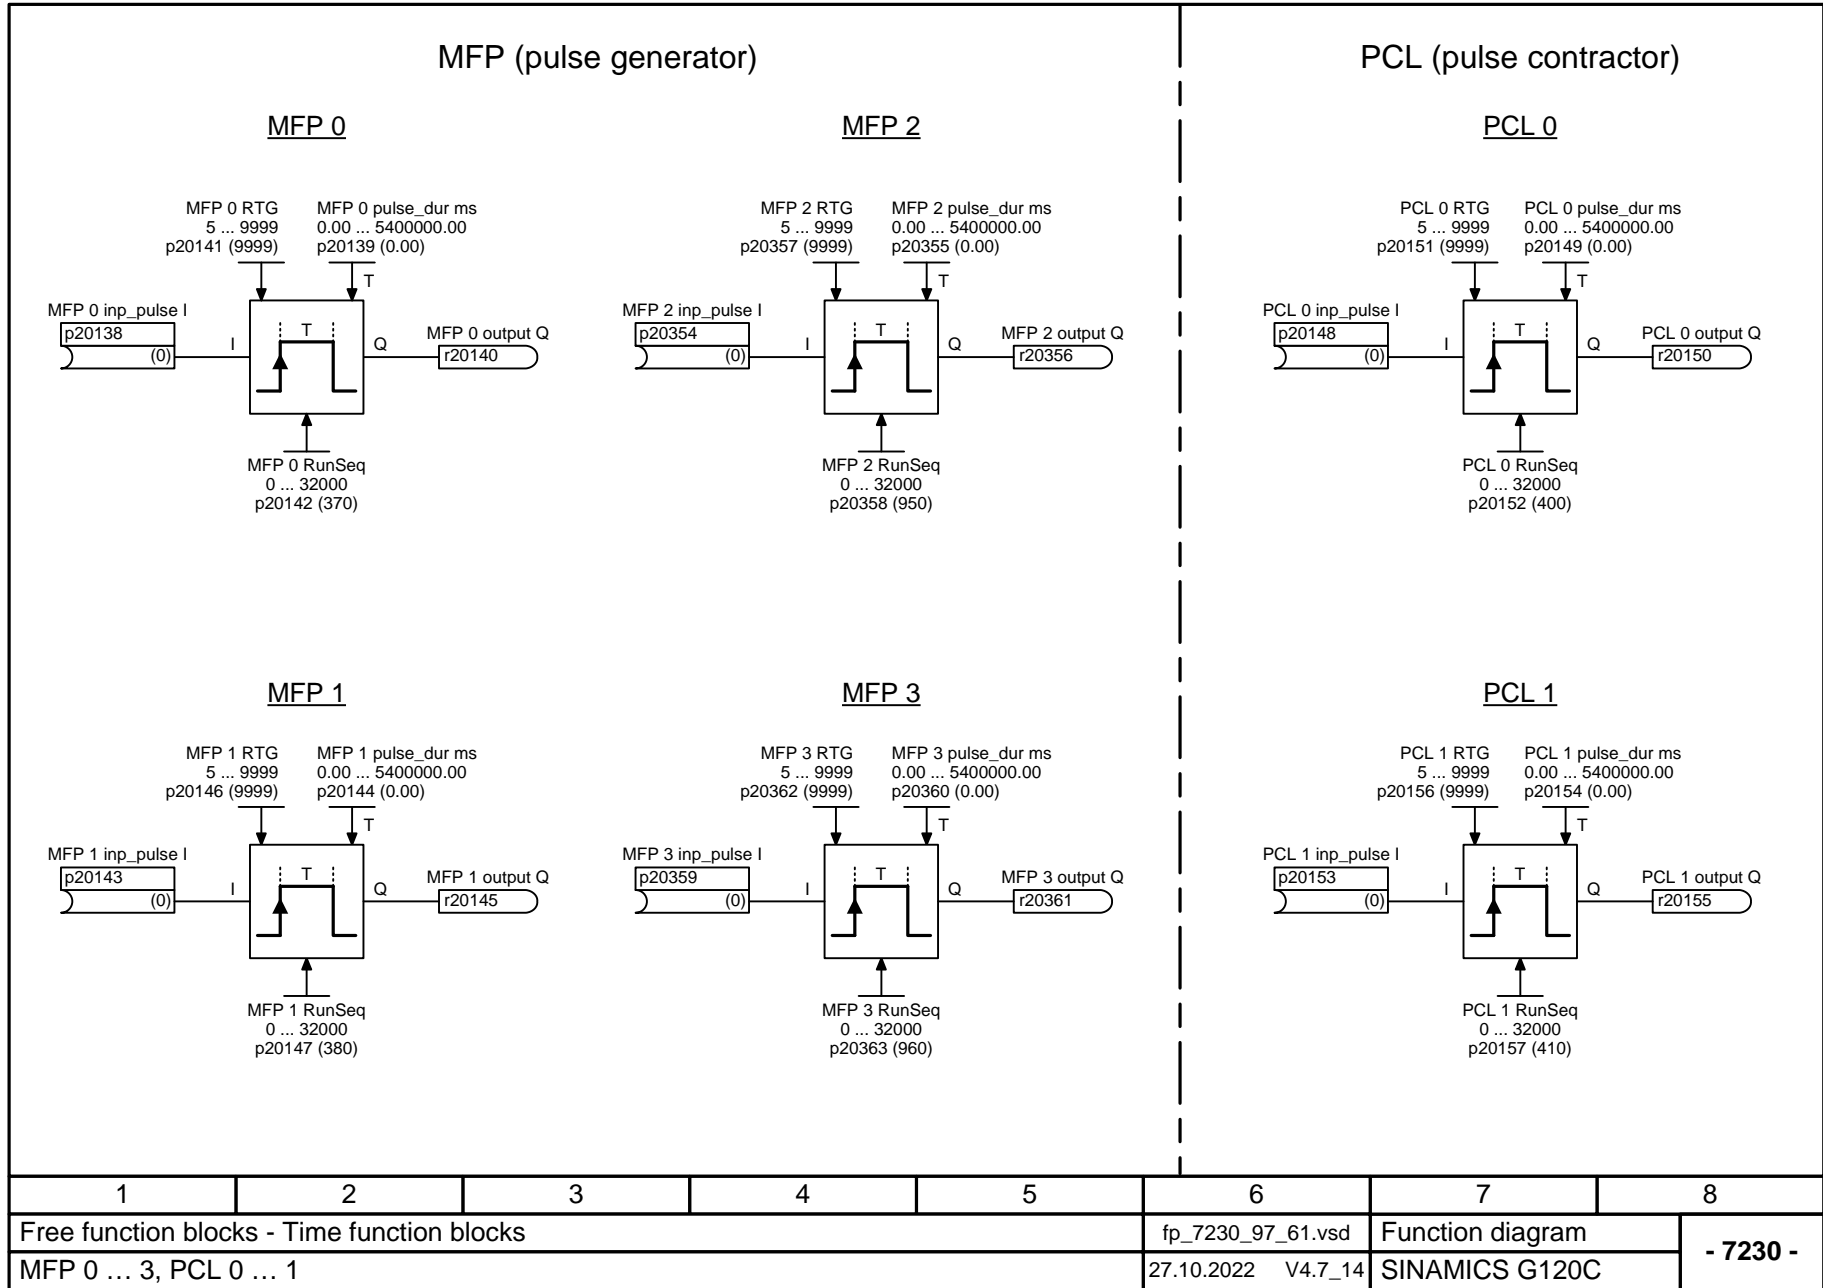 MFP (pulse generator)
PCL (pulse contractor)
MFP 0
MFP 0 RTG
5 ... 9999
p20141 (9999)
MFP 0 pulse_dur ms
0.00 ... 5400000.00
p20139 (0.00)
T
MFP 0 inp_pulse I
p20138
(0)
I
T
Q
MFP 0 output Q
r20140
MFP 0 RunSeq
0 ... 32000
p20142 (370)
MFP 2
MFP 2 RTG
5 ... 9999
p20357 (9999)
MFP 2 pulse_dur ms
0.00 ... 5400000.00
p20355 (0.00)
T
MFP 2 inp_pulse I
p20354
(0)
I
T
Q
MFP 2 output Q
r20356
MFP 2 RunSeq
0 ... 32000
p20358 (950)
PCL 0
PCL 0 RTG
5 ... 9999
p20151 (9999)
PCL 0 pulse_dur ms
0.00 ... 5400000.00
p20149 (0.00)
T
PCL 0 inp_pulse I
p20148
(0)
I
T
Q
PCL 0 output Q
r20150
PCL 0 RunSeq
0 ... 32000
p20152 (400)
MFP 1
MFP 1 RTG
5 ... 9999
p20146 (9999)
MFP 1 pulse_dur ms
0.00 ... 5400000.00
p20144 (0.00)
T
MFP 1 inp_pulse I
p20143
(0)
I
T
Q
MFP 1 output Q
r20145
MFP 1 RunSeq
0 ... 32000
p20147 (380)
MFP 3
MFP 3 RTG
5 ... 9999
p20362 (9999)
MFP 3 pulse_dur ms
0.00 ... 5400000.00
p20360 (0.00)
T
MFP 3 inp_pulse I
p20359
(0)
I
T
Q
MFP 3 output Q
r20361
MFP 3 RunSeq
0 ... 32000
p20363 (960)
PCL 1
PCL 1 RTG
5 ... 9999
p20156 (9999)
PCL 1 pulse_dur ms
0.00 ... 5400000.00
p20154 (0.00)
T
PCL 1 inp_pulse I
p20153
(0)
I
T
Q
PCL 1 output Q
r20155
PCL 1 RunSeq
0 ... 32000
p20157 (410)
1 2 3 4 5 6 7 8
Free function blocks - Time function blocks
fp_7230_97_61.vsd
Function diagram
- 7230 -
MFP 0 … 3, PCL 0 … 1
27.10.2022 V4.7_14
SINAMICS G120C